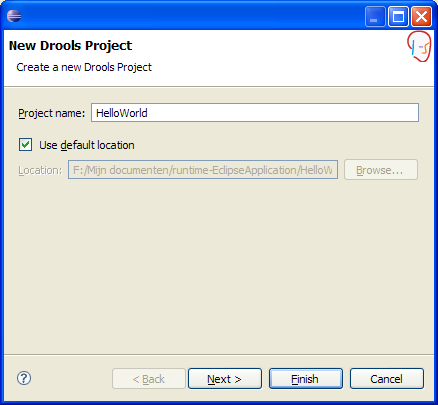 New Drools Project
Create a new Drools Project
Project name: HelloWorld
Use default location
Location: F:/Mijn documenten/runtime-EclipseApplication/HelloW Browse...
< Back Next > Finish Cancel